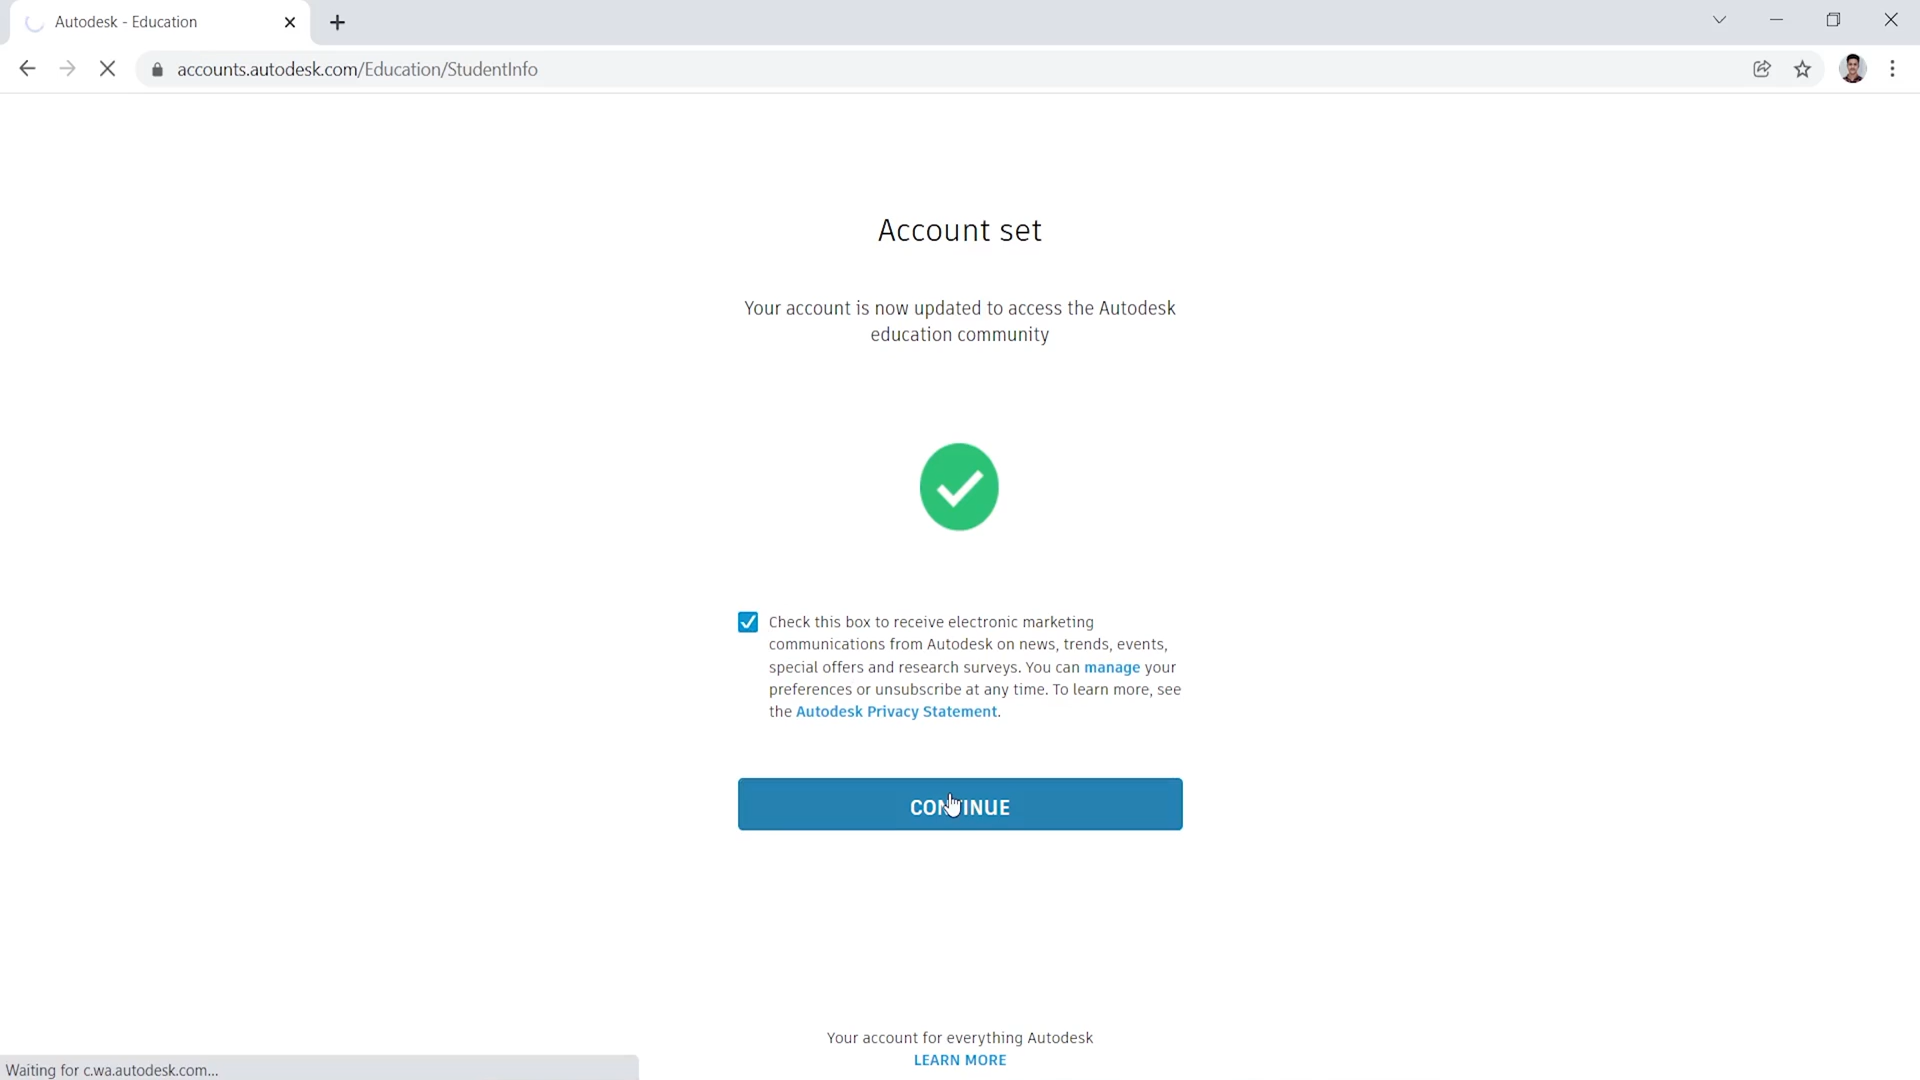 Autodesk - Education
accounts.autodesk.com/Education/StudentInfo
Account set
Your account is now updated to access the Autodesk
education community
Check this box to receive electronic marketing
communications from Autodesk on news, trends, events,
special offers and research surveys. You can manage your
preferences or unsubscribe at any time. To learn more, see
the Autodesk Privacy Statement.
CONTINUE
Your account for everything Autodesk
LEARN MORE
Waiting for c.wa.autodesk.com...